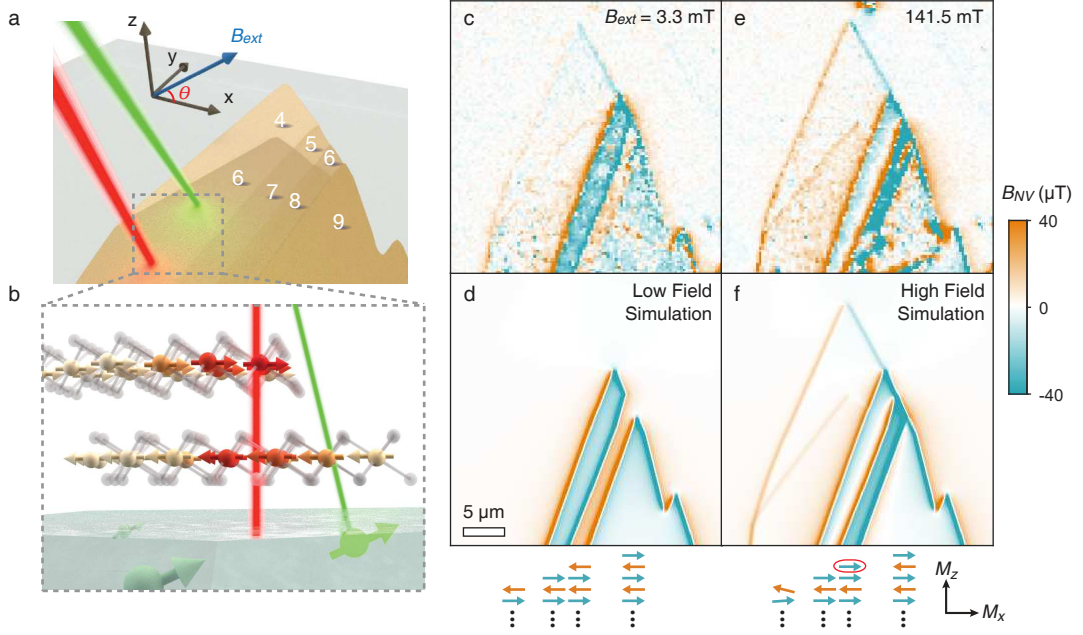 a
z
B_ext
y
θ
x
4
5
6
6
7
8
9
b
c
B_ext = 3.3 mT
e
141.5 mT
B_NV (μT)
40
0
-40
d
Low Field
Simulation
5 μm
f
High Field
Simulation
M_z
M_x